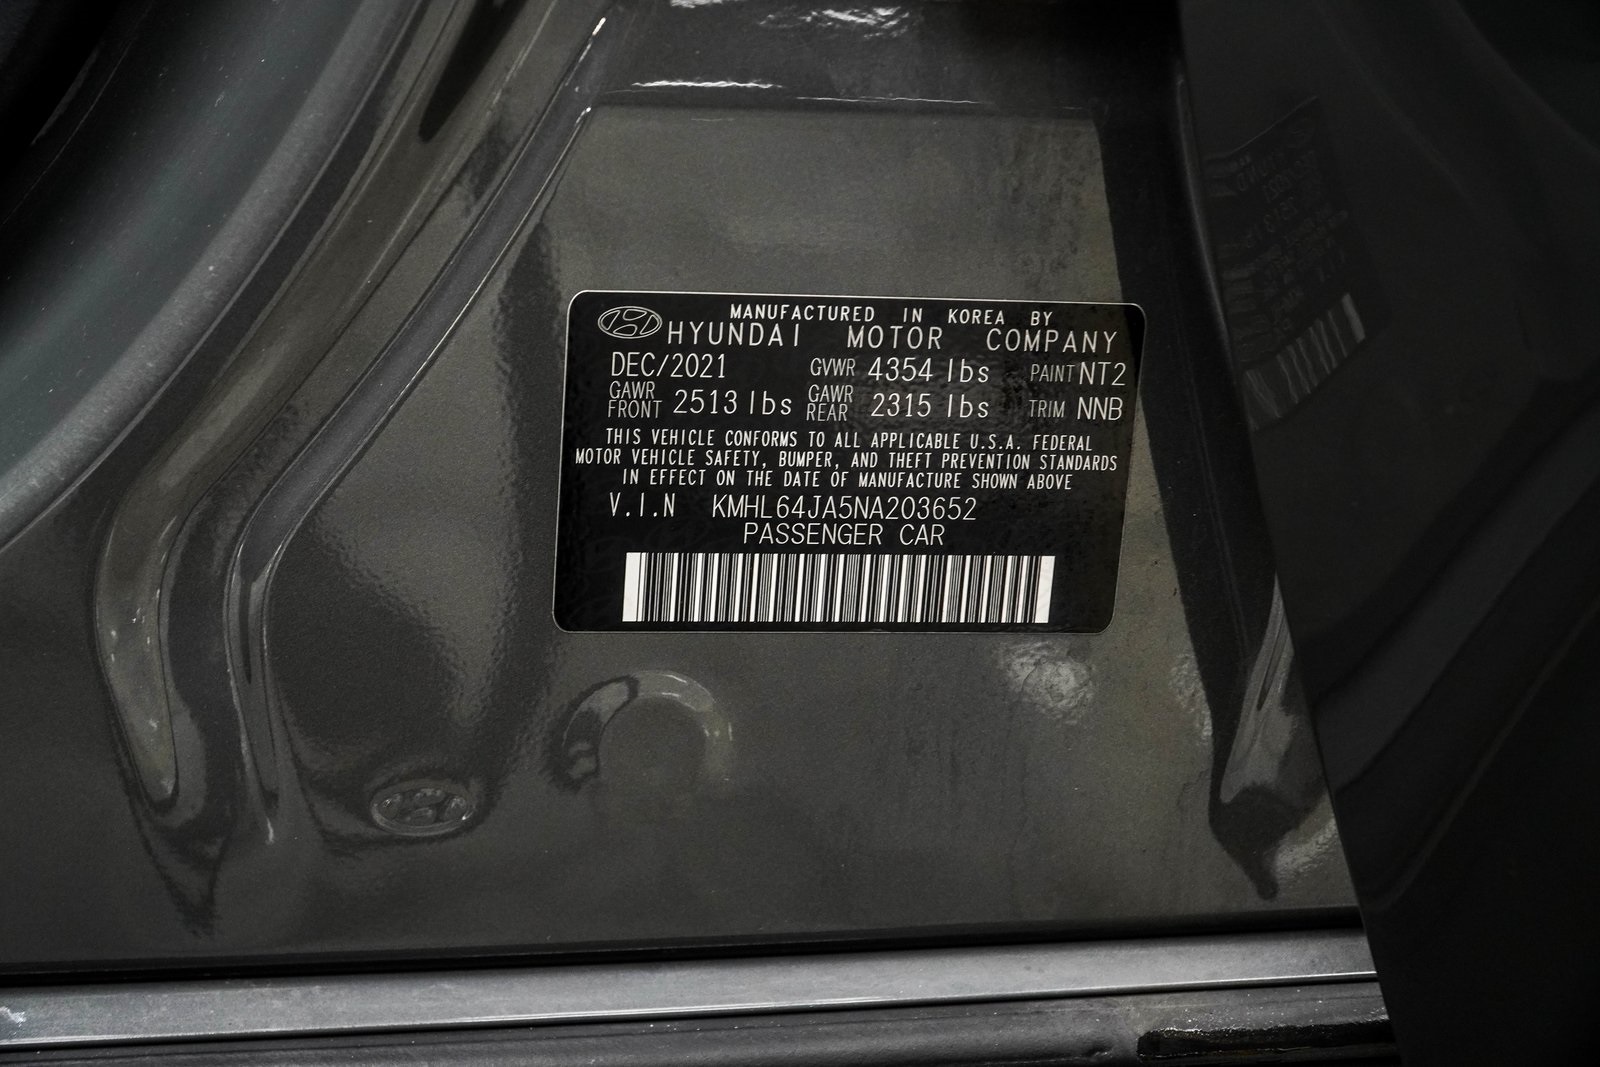 MANUFACTURED IN KOREA BY
HYUNDAI MOTOR COMPANY
DEC/2021 GVWR 4354 lbs PAINT NT2
GAWR FRONT 2513 lbs GAWR REAR 2315 lbs TRIM NNB
THIS VEHICLE CONFORMS TO ALL APPLICABLE U.S.A. FEDERAL
MOTOR VEHICLE SAFETY, BUMPER, AND THEFT PREVENTION STANDARDS
IN EFFECT ON THE DATE OF MANUFACTURE SHOWN ABOVE
V.I.N KMHL64JA5NA203652
PASSENGER CAR